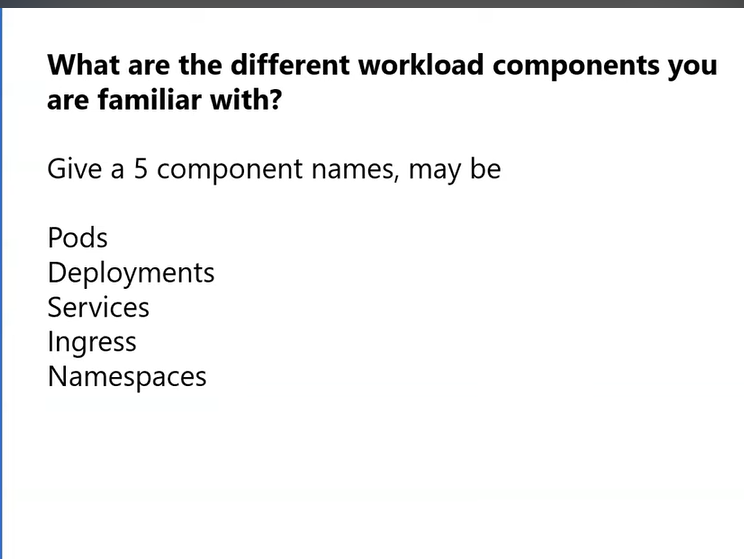 What are the different workload components you
are familiar with?
Give a 5 component names, may be
Pods
Deployments
Services
Ingress
Namespaces